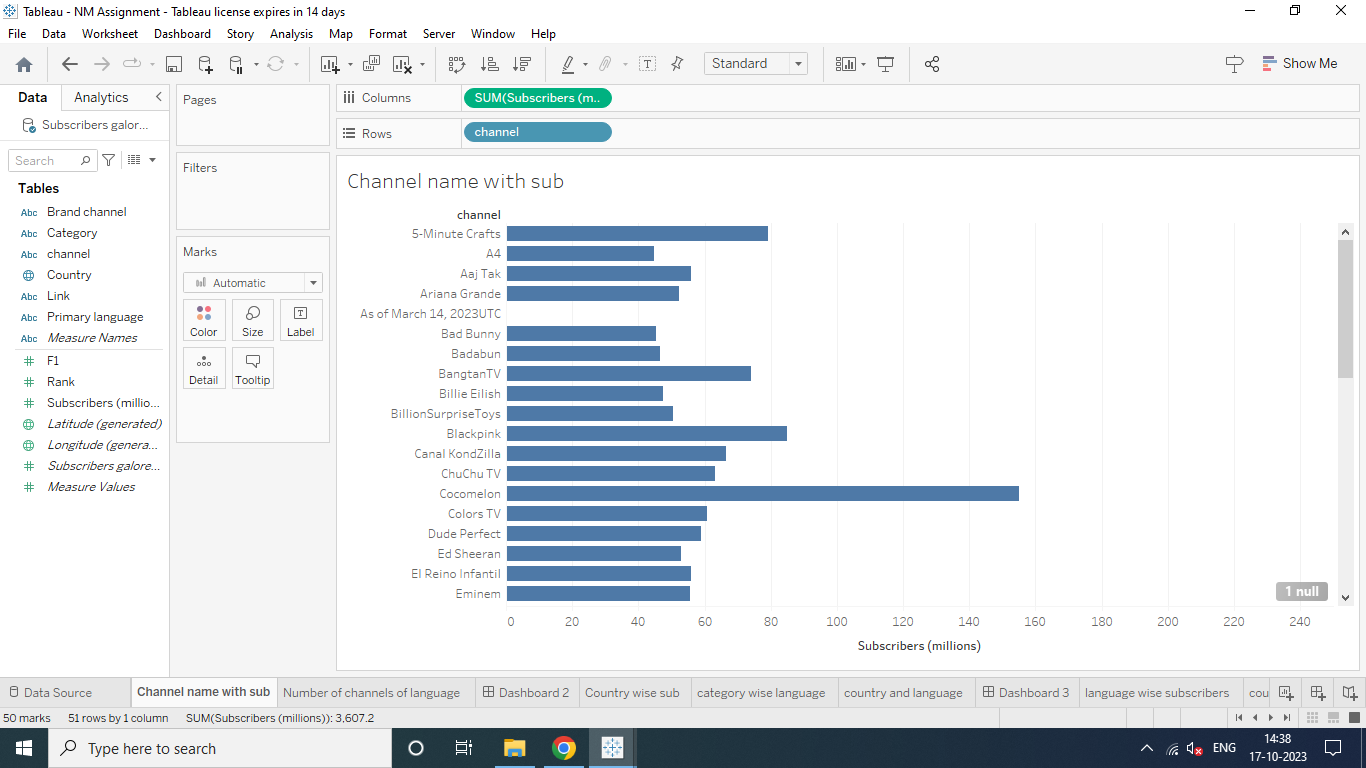 Tableau - NM Assignment - Tableau license expires in 14 days
File Data Worksheet Dashboard Story Analysis Map Format Server Window Help
Standard
Show Me
Data Analytics
Subscribers galor...
Search
Tables
Brand channel
Category
channel
Country
Link
Primary language
Measure Names
F1
Rank
Subscribers (millio...
Latitude (generated)
Longitude (genera...
Subscribers galore...
Measure Values
Abc
Abc
Abc
Abc
Abc
Abc
Pages
Filters
Marks
Automatic
Color Size Label
Detail Tooltip
Columns SUM(Subscribers (m..
Rows channel
Channel name with sub
channel
5-Minute Crafts
A4
Aaj Tak
Ariana Grande
As of March 14, 2023UTC
Bad Bunny
Badabun
BangtanTV
Billie Eilish
BillionSurpriseToys
Blackpink
Canal KondZilla
ChuChu TV
Cocomelon
Colors TV
Dude Perfect
Ed Sheeran
El Reino Infantil
Eminem
1 null
0 20 40 60 80 100 120 140 160 180 200 220 240
Subscribers (millions)
Data Source Channel name with sub Number of channels of language Dashboard 2 Country wise sub category wise language country and language Dashboard 3 language wise subscribers cou
50 marks 51 rows by 1 column SUM(Subscribers (millions)): 3,607.2
Type here to search
ENG
14:38
17-10-2023